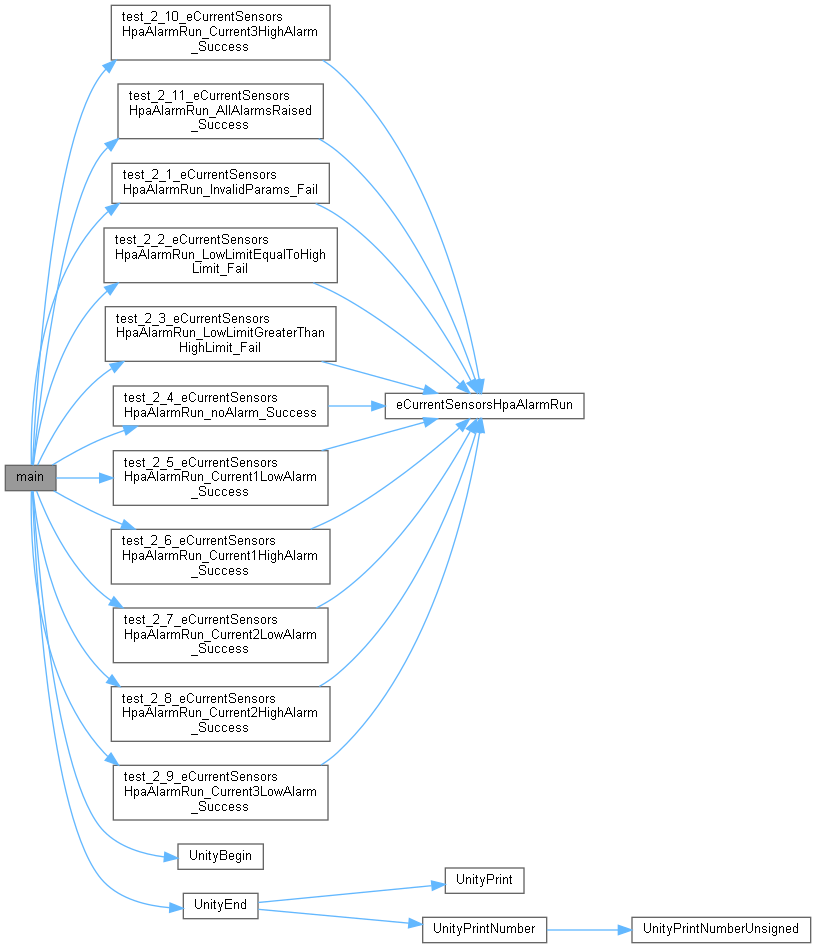 test_2_10_eCurrentSensors
HpaAlarmRun_Current3HighAlarm
_Success
test_2_11_eCurrentSensors
HpaAlarmRun_AllAlarmsRaised
_Success
test_2_1_eCurrentSensors
HpaAlarmRun_InvalidParams_Fail
test_2_2_eCurrentSensors
HpaAlarmRun_LowLimitEqualToHigh
Limit_Fail
test_2_3_eCurrentSensors
HpaAlarmRun_LowLimitGreaterThan
HighLimit_Fail
test_2_4_eCurrentSensors
HpaAlarmRun_noAlarm_Success
eCurrentSensorsHpaAlarmRun
main
test_2_5_eCurrentSensors
HpaAlarmRun_Current1LowAlarm
_Success
test_2_6_eCurrentSensors
HpaAlarmRun_Current1HighAlarm
_Success
test_2_7_eCurrentSensors
HpaAlarmRun_Current2LowAlarm
_Success
test_2_8_eCurrentSensors
HpaAlarmRun_Current2HighAlarm
_Success
test_2_9_eCurrentSensors
HpaAlarmRun_Current3LowAlarm
_Success
UnityBegin
UnityEnd
UnityPrint
UnityPrintNumber
UnityPrintNumberUnsigned